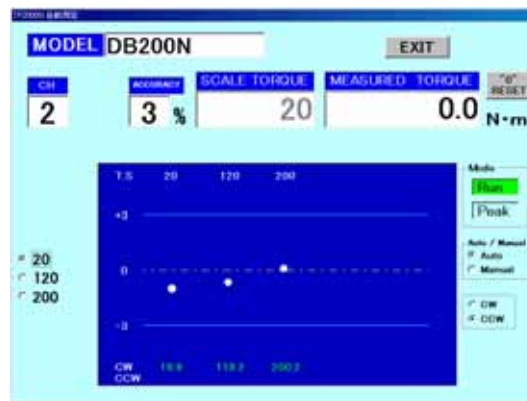 MODEL DB200N EXIT
CH ACCURACY SCALE TORQUE MEASURED TORQUE "0" RESET
2 3 % 20 0.0 N・m
T.S 20 120 200
Mode
Run
Peak
+3
Auto / Manual
Auto
Manual
20
120
200
0
CW
CCW
-3
CW 19.8 119.2 200.2
CCW